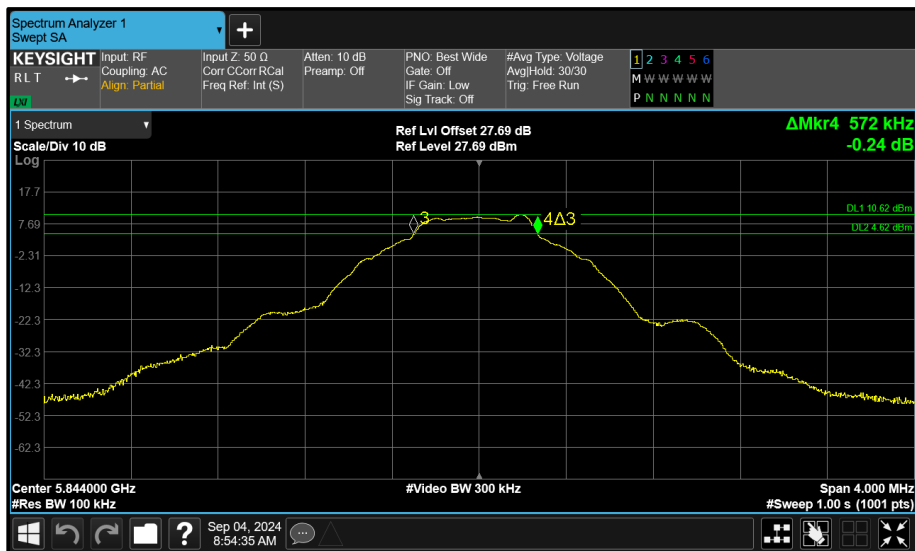 Spectrum Analyzer 1
Swept SA
+
KEYSIGHT
R L T
LXI
Input: RF
Coupling: AC
Align: Partial
Input Z: 50 Ω
Corr CCorr RCal
Freq Ref: Int (S)
Atten: 10 dB
Preamp: Off
PNO: Best Wide
Gate: Off
IF Gain: Low
Sig Track: Off
#Avg Type: Voltage
Avg|Hold: 30/30
Trig: Free Run
1 2 3 4 5 6
M W W W W W
P N N N N N
1 Spectrum
Scale/Div 10 dB
Ref Lvl Offset 27.69 dB
Ref Level 27.69 dBm
ΔMkr4 572 kHz
-0.24 dB
Log
17.7
7.69
-2.31
-12.3
-22.3
-32.3
-42.3
-52.3
-62.3
3
4Δ3
DL1 10.62 dBm
DL2 4.62 dBm
Center 5.844000 GHz
#Video BW 300 kHz
Span 4.000 MHz
#Res BW 100 kHz
#Sweep 1.00 s (1001 pts)
?
Sep 04, 2024
8:54:35 AM